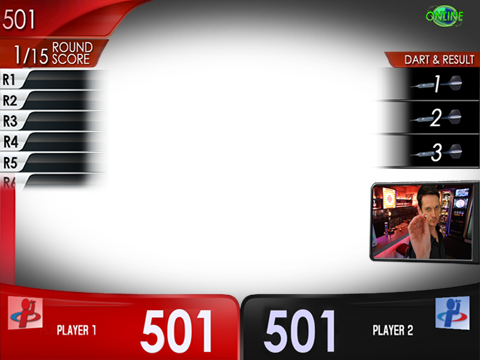 501
ONLINE
1/15 ROUND SCORE
DART & RESULT
R1
R2
R3
R4
R5
R6
1
2
3
PLAYER 1
501
501
PLAYER 2